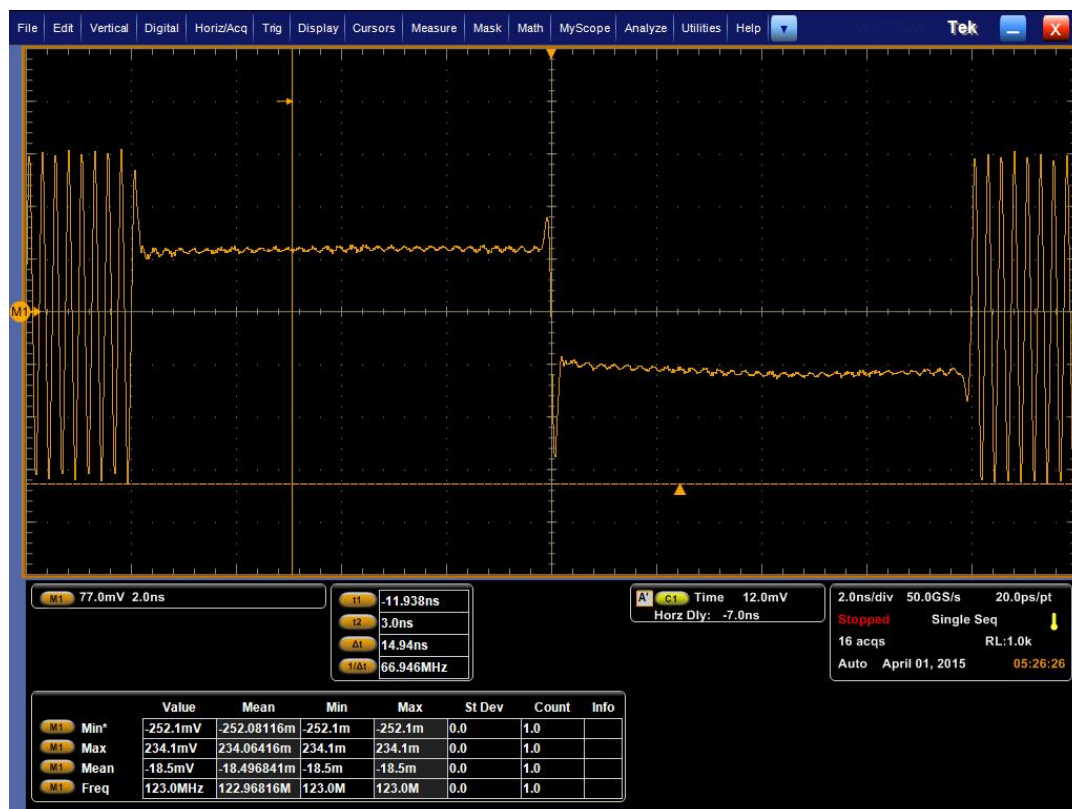 File Edit Vertical Digital Horiz/Acq Trig Display Cursors Measure Mask Math MyScope Analyze Utilities Help Tek X
M1
M1 77.0mV 2.0ns
t1 -11.938ns
t2 3.0ns
Δt 14.94ns
1/Δt 66.946MHz
A' C1 Time 12.0mV
Horz Dly: -7.0ns
2.0ns/div 50.0GS/s 20.0ps/pt
Stopped Single Seq
16 acqs RL:1.0k
Auto April 01, 2015 05:26:26
Value Mean Min Max St Dev Count Info
M1 Min* -252.1mV -252.08116m -252.1m -252.1m 0.0 1.0
M1 Max 234.1mV 234.06416m 234.1m 234.1m 0.0 1.0
M1 Mean -18.5mV -18.496841m -18.5m -18.5m 0.0 1.0
M1 Freq 123.0MHz 122.96816M 123.0M 123.0M 0.0 1.0